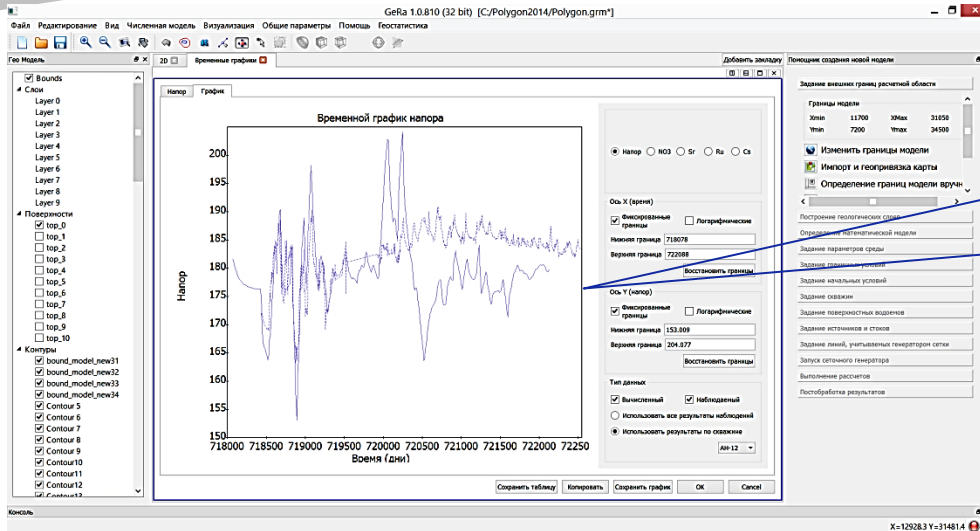 GeRa 1.0.810 (32 bit) [C:/Polygon2014/Polygon.grm*]
Файл Редактирование Вид Численная модель Визуализация Общие параметры Помощь Геостатистика
Гео Модель
Bounds
Слои
Layer 0
Layer 1
Layer 2
Layer 3
Layer 4
Layer 5
Layer 6
Layer 7
Layer 8
Layer 9
Поверхности
top_0
top_1
top_2
top_3
top_4
top_5
top_6
top_7
top_8
top_9
top_10
Контуры
bound_model_new31
bound_model_new32
bound_model_new33
bound_model_new34
Contour 5
Contour 6
Contour 7
Contour 8
Contour 9
Contour10
Contour11
Contour12
Contour13
2D Временные графики Добавить закладку
Напор График
Временной график напора
Напор
200
195
190
185
180
175
170
165
160
155
150
718000 718500 719000 719500 720000 720500 721000 721500 722000 72250
Время (дни)
Напор NO3 Sr Ru Cs
Ось X (время)
Фиксированные границы Логарифмические
Нижняя граница 718078
Верхняя граница 722088
Восстановить границы
Ось Y (напор)
Фиксированные границы Логарифмические
Нижняя граница 153.009
Верхняя граница 204.077
Восстановить границы
Тип данных
Вычисленный Наблюдаемый
Использовать все результаты наблюдений
Использовать результаты по скважине
АН-12
Сохранить таблицу Копировать Сохранить график OK Cancel
Помощник создания новой модели
Задание внешних границ расчетной области
Границы модели
Xmin 11700 XMax 31050
Ymin 7200 Ymax 34500
Изменить границы модели
Импорт и геопривязка карты
Определение границ модели вручн
Построение геологических слоев
Определение математической модели
Задание параметров среды
Задание граничных условий
Задание начальных условий
Задание скважин
Задание поверхностных водоемов
Задание источников и стоков
Задание линий, учитываемых генератором сетки
Запуск сеточного генератора
Выполнение рассчетов
Постобработка результатов
Консоль
X=12928.3 Y=31481.4